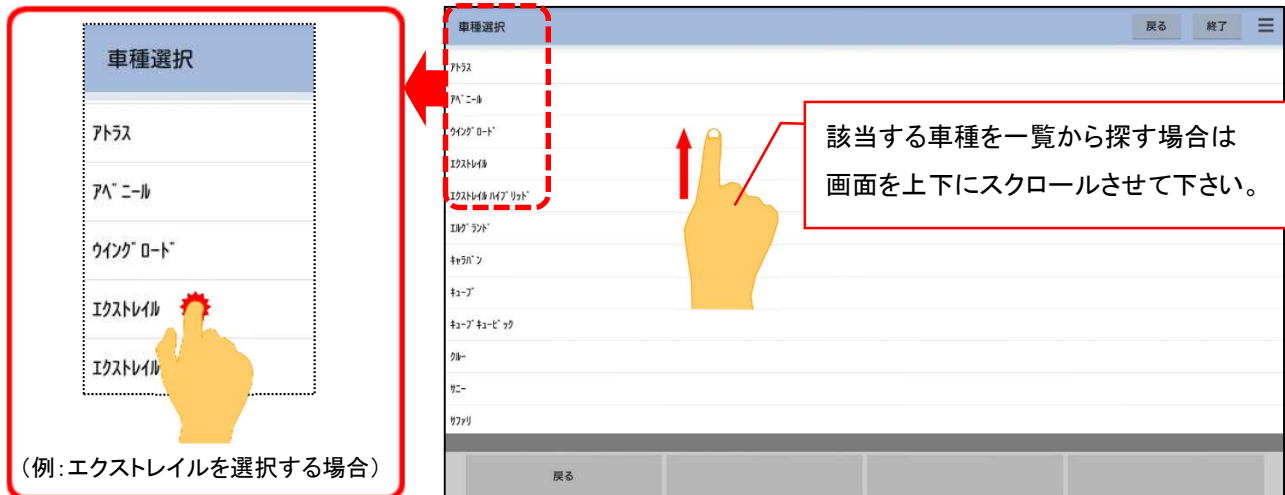 車種選択
ｱﾄﾗｽ
ｱﾍﾞﾆｰﾙ
ｳｲﾝｸﾞﾛｰﾄﾞ
ｴｸｽﾄﾚｲﾙ
ｴｸｽﾄﾚｲﾙ
(例：エクストレイルを選択する場合)
車種選択
戻る
終了
ｱﾄﾗｽ
ｱﾍﾞﾆｰﾙ
ｳｲﾝｸﾞﾛｰﾄﾞ
ｴｸｽﾄﾚｲﾙ
ｴｸｽﾄﾚｲﾙ ﾊｲﾌﾞﾘｯﾄﾞ
ｴﾙｸﾞﾗﾝﾄﾞ
ｷｬﾗﾊﾞﾝ
ｷｭｰﾌﾞ
ｷｭｰﾌﾞｷｭｰﾋﾞｯｸ
ｸﾙｰ
ｻﾆｰ
ｻﾌｧﾘ
該当する車種を一覧から探す場合は
画面を上下にスクロールさせて下さい。
戻る